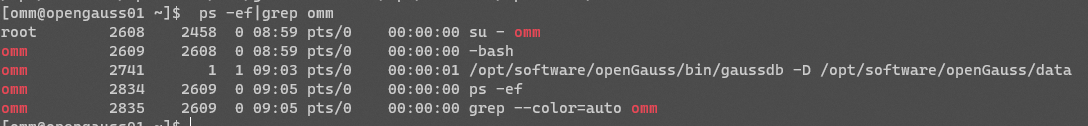 [omm@opengauss01 ~]$  ps -ef|grep omm
root        2608    2458  0 08:59 pts/0    00:00:00 su - omm
omm         2609    2608  0 08:59 pts/0    00:00:00 -bash
omm         2741       1  1 09:03 pts/0    00:00:01 /opt/software/openGauss/bin/gaussdb -D /opt/software/openGauss/data
omm         2834    2609  0 09:05 pts/0    00:00:00 ps -ef
omm         2835    2609  0 09:05 pts/0    00:00:00 grep --color=auto omm
[omm@opengauss01 ~]$